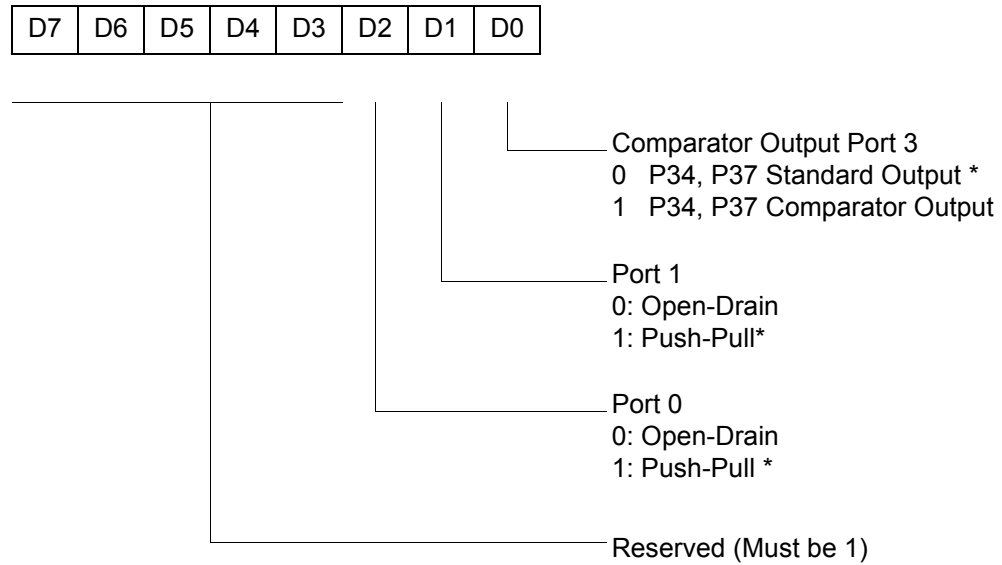 D7 D6 D5 D4 D3 D2 D1 D0
Comparator Output Port 3
0 P34, P37 Standard Output *
1 P34, P37 Comparator Output
Port 1
0: Open-Drain
1: Push-Pull*
Port 0
0: Open-Drain
1: Push-Pull *
Reserved (Must be 1)